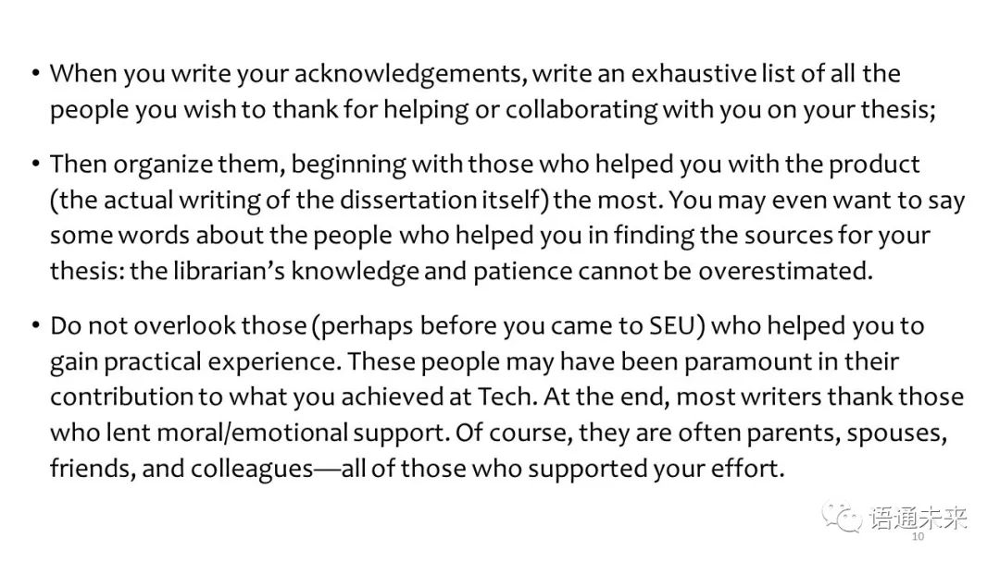 • When you write your acknowledgements, write an exhaustive list of all the
people you wish to thank for helping or collaborating with you on your thesis;
• Then organize them, beginning with those who helped you with the product
(the actual writing of the dissertation itself) the most. You may even want to say
some words about the people who helped you in finding the sources for your
thesis: the librarian’s knowledge and patience cannot be overestimated.
• Do not overlook those (perhaps before you came to SEU) who helped you to
gain practical experience. These people may have been paramount in their
contribution to what you achieved at Tech. At the end, most writers thank those
who lent moral/emotional support. Of course, they are often parents, spouses,
friends, and colleagues—all of those who supported your effort.
语通未来
10